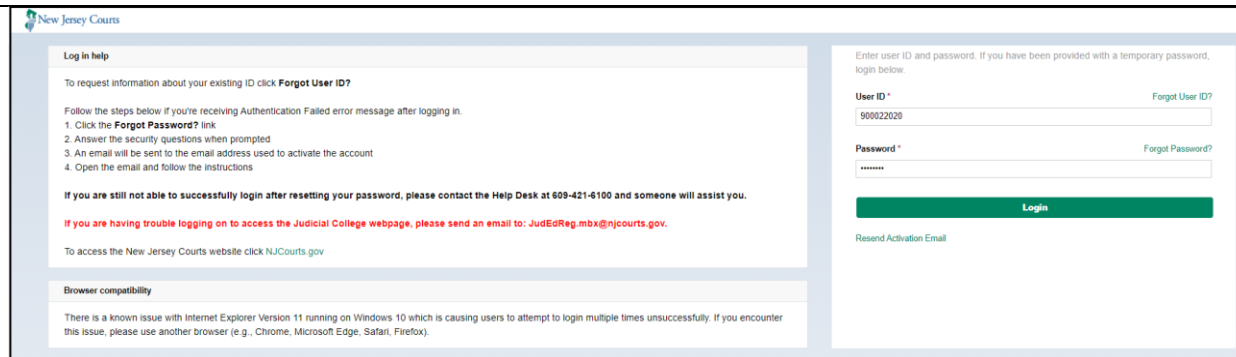 New Jersey Courts
Log in help
To request information about your existing ID click Forgot User ID?
Follow the steps below if you're receiving Authentication Failed error message after logging in.
1. Click the Forgot Password? link
2. Answer the security questions when prompted
3. An email will be sent to the email address used to activate the account
4. Open the email and follow the instructions
If you are still not able to successfully login after resetting your password, please contact the Help Desk at 609-421-6100 and someone will assist you.
If you are having trouble logging on to access the Judicial College webpage, please send an email to: JudEdReg.mbx@njcourts.gov.
To access the New Jersey Courts website click NJCourts.gov
Browser compatibility
There is a known issue with Internet Explorer Version 11 running on Windows 10 which is causing users to attempt to login multiple times unsuccessfully. If you encounter
this issue, please use another browser (e.g., Chrome, Microsoft Edge, Safari, Firefox).
Enter user ID and password. If you have been provided with a temporary password,
login below.
User ID * Forgot User ID?
900022020
Password * Forgot Password?
••••••••
Login
Resend Activation Email